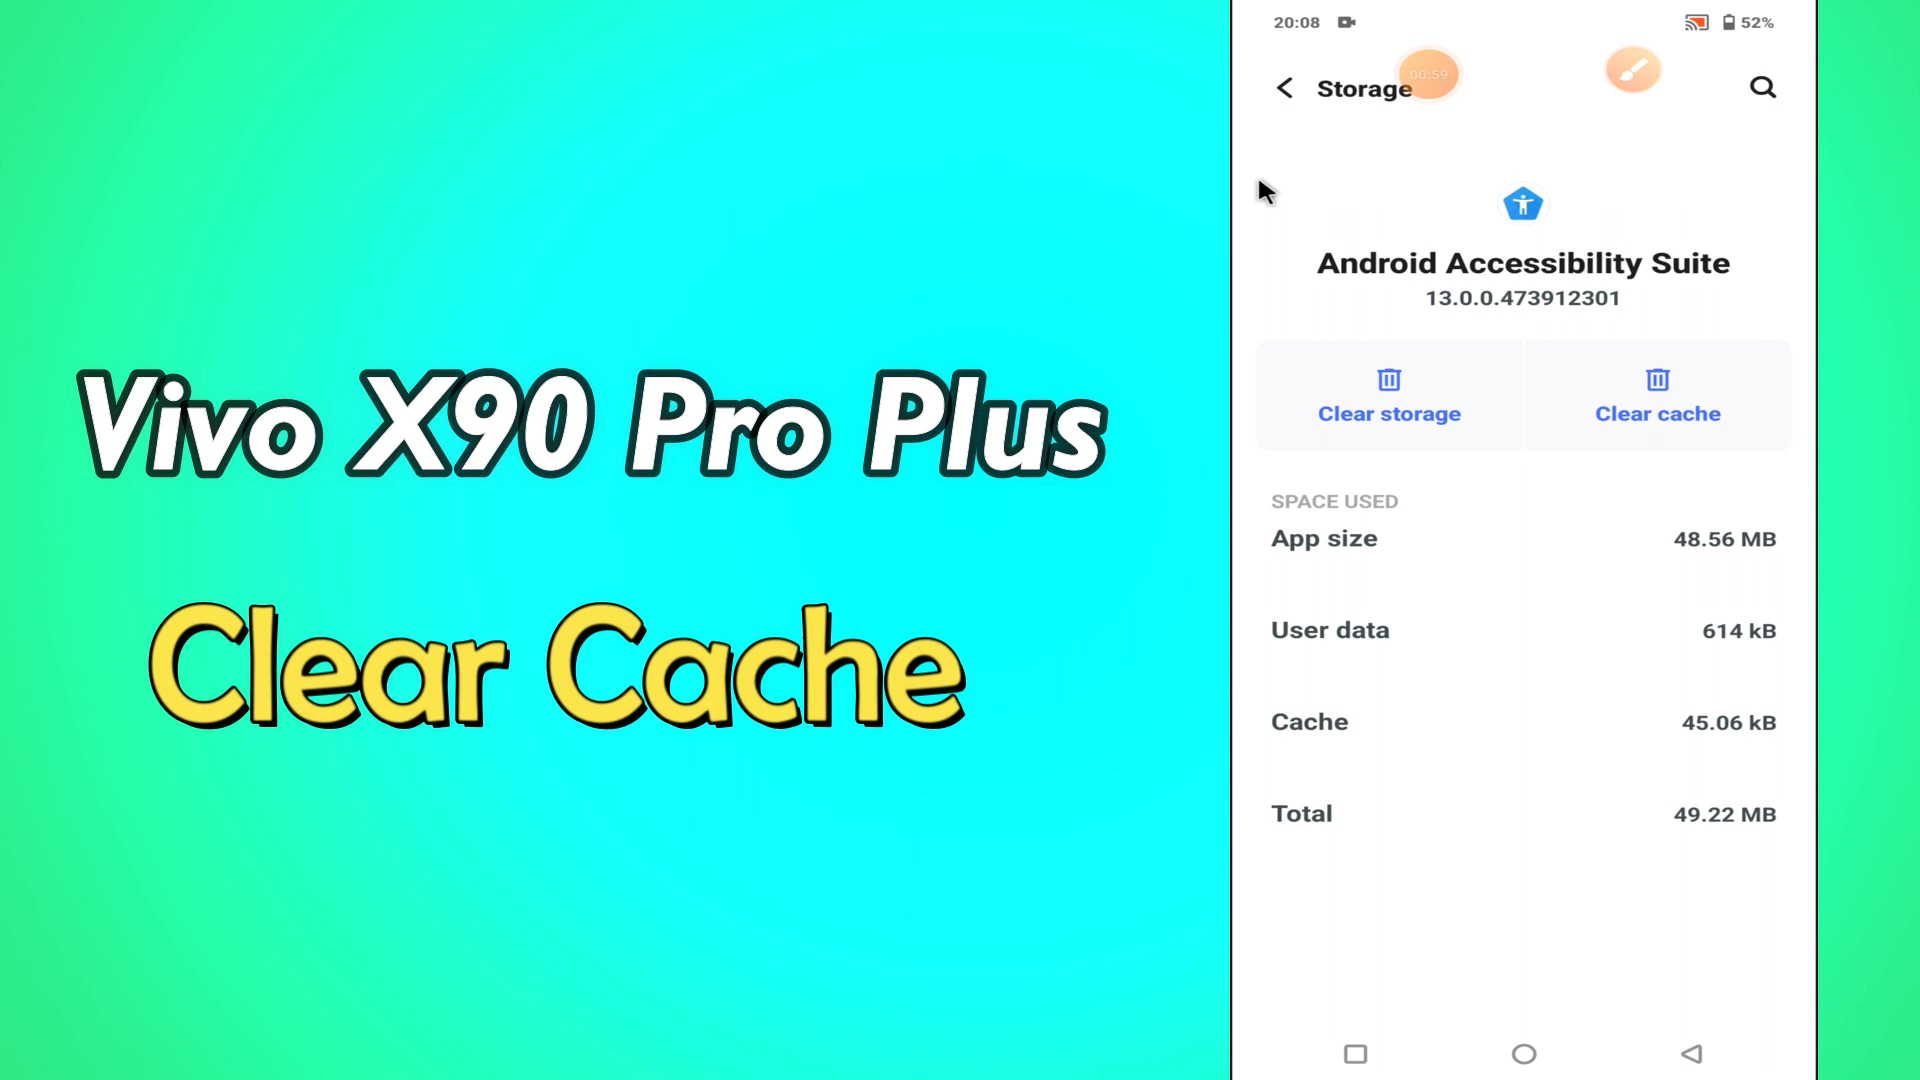 Vivo X90 Pro Plus
Clear Cache
20:08
52%
Storage
00:59
Android Accessibility Suite
13.0.0.473912301
Clear storage
Clear cache
SPACE USED
App size 48.56 MB
User data 614 kB
Cache 45.06 kB
Total 49.22 MB